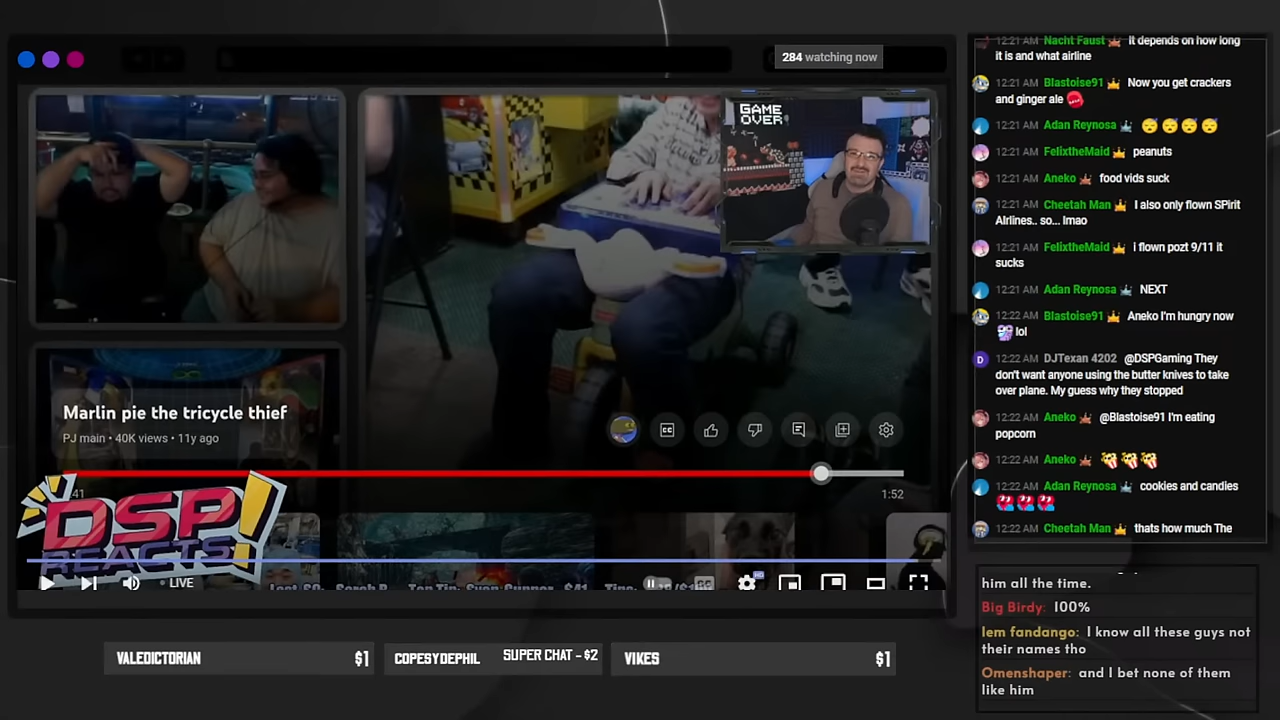 284 watching now
GAME
OVER
Marlin pie the tricycle thief
PJ main • 40K views • 11y ago
:41
1:52
DSP!
REACTS
LIVE
Top Tip:
$41
VALEDICTORIAN $1
COPESYDEPHIL SUPER CHAT - $2
VIKES $1
12:21 AM Nacht Faust it depends on how long
it is and what airline
12:21 AM Blastoise91 Now you get crackers
and ginger ale
12:21 AM Adan Reynosa 😴😴😴😴
12:21 AM FelixtheMaid peanuts
12:21 AM Aneko food vids suck
12:21 AM Cheetah Man I also only flown SPirit
AIrlines.. so... lmao
12:21 AM FelixtheMaid i flown pozt 9/11 it
sucks
12:21 AM Adan Reynosa NEXT
12:22 AM Blastoise91 Aneko I'm hungry now
lol
D 12:22 AM DJTexan 4202 @DSPGaming They
don't want anyone using the butter knives to take
over plane. My guess why they stopped
12:22 AM Aneko @Blastoise91 I'm eating
popcorn
12:22 AM Aneko
12:22 AM Adan Reynosa cookies and candies
12:22 AM Cheetah Man thats how much The
him all the time.
Big Birdy: 100%
lem fandango: I know all these guys not
their names tho
Omenshaper: and I bet none of them
like him